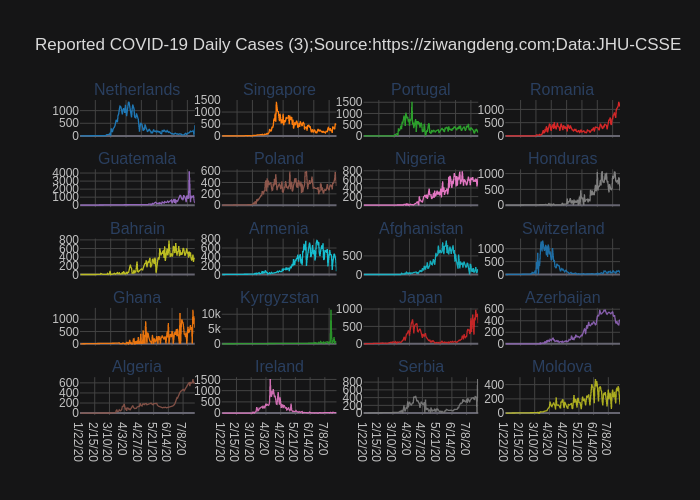 Reported COVID-19 Daily Cases (3);Source:https://ziwangdeng.com;Data:JHU-CSSE
Netherlands Singapore Portugal Romania
1000 500 0
1500 1000 500 0
1500 1000 500 0
1000 500 0
Guatemala Poland Nigeria Honduras
4000 3000 2000 1000 0
600 400 200 0
800 600 400 200 0
1000 500 0
Bahrain Armenia Afghanistan Switzerland
800 600 400 200 0
800 600 400 200 0
500 0
1000 500 0
Ghana Kyrgyzstan Japan Azerbaijan
1000 500 0
10k 5k 0
1000 500 0
600 400 200 0
Algeria Ireland Serbia Moldova
600 400 200 0
1500 1000 500 0
800 600 400 200 0
400 200 0
1/22/20 2/15/20 3/10/20 4/3/20 4/27/20 5/21/20 6/14/20 7/8/20
1/22/20 2/15/20 3/10/20 4/3/20 4/27/20 5/21/20 6/14/20 7/8/20
1/22/20 2/15/20 3/10/20 4/3/20 4/27/20 5/21/20 6/14/20 7/8/20
1/22/20 2/15/20 3/10/20 4/3/20 4/27/20 5/21/20 6/14/20 7/8/20